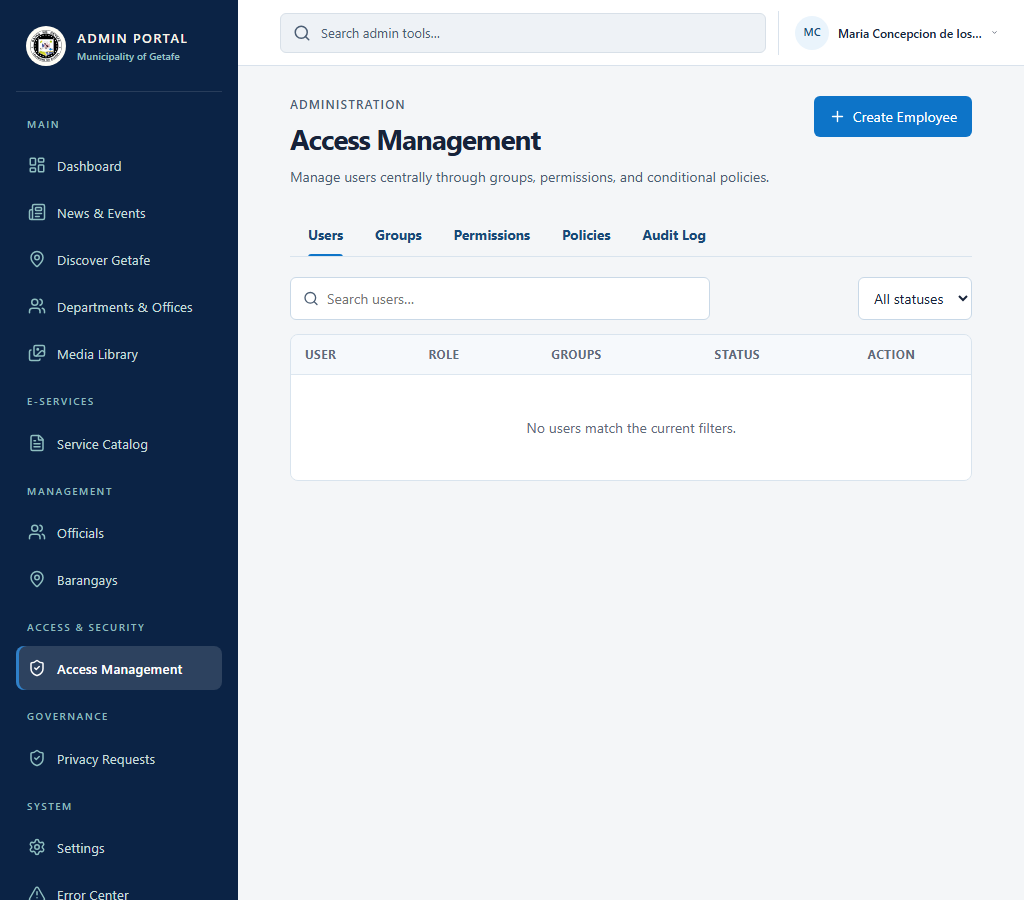 ADMIN PORTAL
Municipality of Getafe
MAIN
Dashboard
News & Events
Discover Getafe
Departments & Offices
Media Library
E-SERVICES
Service Catalog
MANAGEMENT
Officials
Barangays
ACCESS & SECURITY
Access Management
GOVERNANCE
Privacy Requests
SYSTEM
Settings
Error Center
Search admin tools...
MC
Maria Concepcion de los...
ADMINISTRATION
Access Management
Manage users centrally through groups, permissions, and conditional policies.
Create Employee
Users Groups Permissions Policies Audit Log
Search users...
All statuses
USER ROLE GROUPS STATUS ACTION
No users match the current filters.